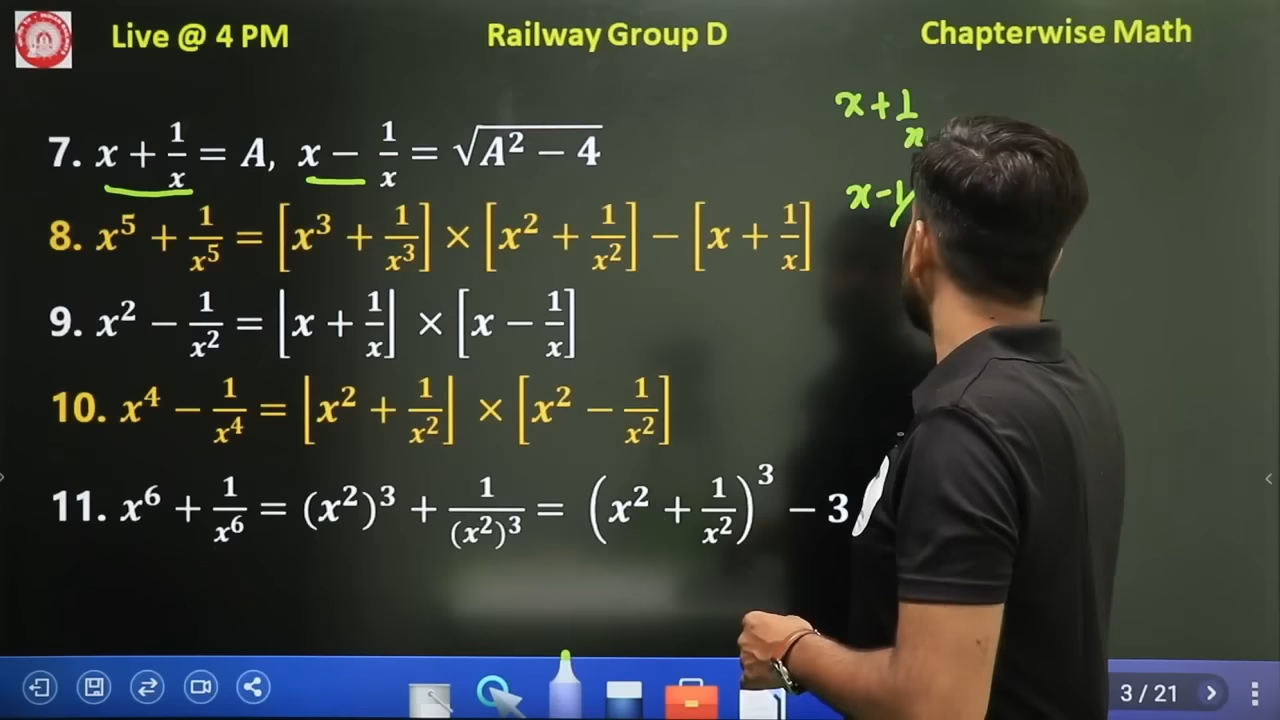 Live @ 4 PM
Railway Group D
Chapterwise Math
7. x + 1/x = A, x − 1/x = √(A² − 4)
x + 1/x
x − y
8. x⁵ + 1/x⁵ = [x³ + 1/x³] × [x² + 1/x²] − [x + 1/x]
9. x² − 1/x² = ⌊x + 1/x⌋ × [x − 1/x]
10. x⁴ − 1/x⁴ = ⌊x² + 1/x²⌋ × [x² − 1/x²]
11. x⁶ + 1/x⁶ = (x²)³ + 1/(x²)³ = (x² + 1/x²)³ − 3
3 / 21